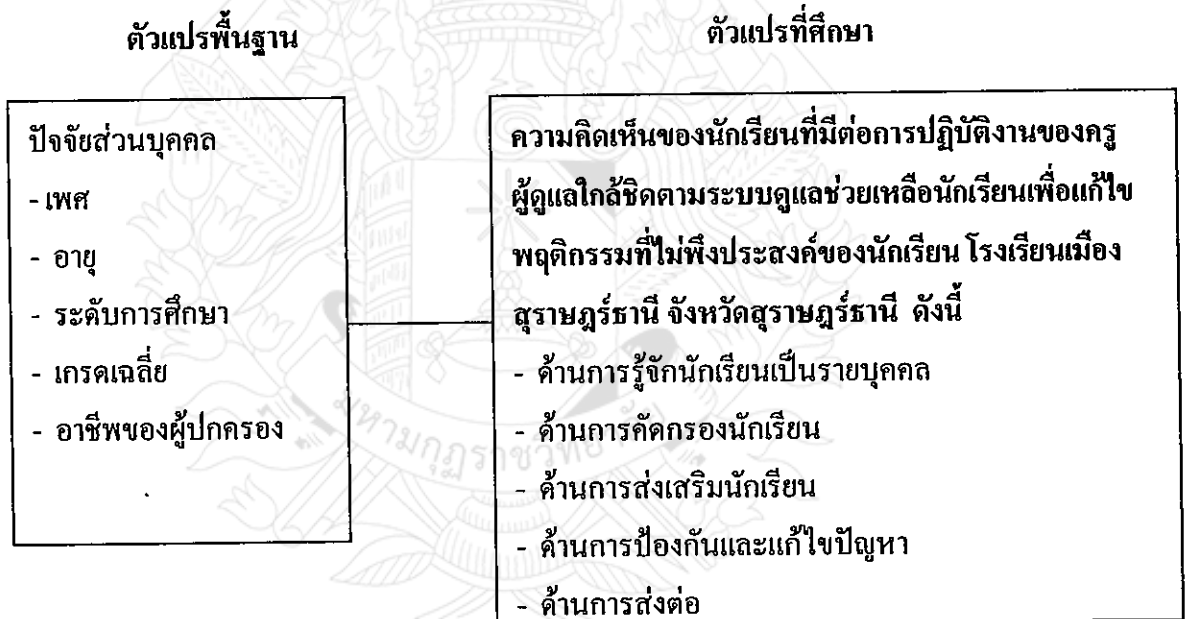 ตัวแปรพื้นฐาน
ตัวแปรที่ศึกษา
ปัจจัยส่วนบุคคล
- เพศ
- อายุ
- ระดับการศึกษา
- เกรดเฉลี่ย
- อาชีพของผู้ปกครอง
ความคิดเห็นของนักเรียนที่มีต่อการปฏิบัติงานของครู
ผู้ดูแลใกล้ชิดตามระบบดูแลช่วยเหลือนักเรียนเพื่อแก้ไข
พฤติกรรมที่ไม่พึงประสงค์ของนักเรียน โรงเรียนเมือง
สุราษฎร์ธานี จังหวัดสุราษฎร์ธานี ดังนี้
- ด้านการรู้จักนักเรียนเป็นรายบุคคล
- ด้านการคัดกรองนักเรียน
- ด้านการส่งเสริมนักเรียน
- ด้านการป้องกันและแก้ไขปัญหา
- ด้านการส่งต่อ